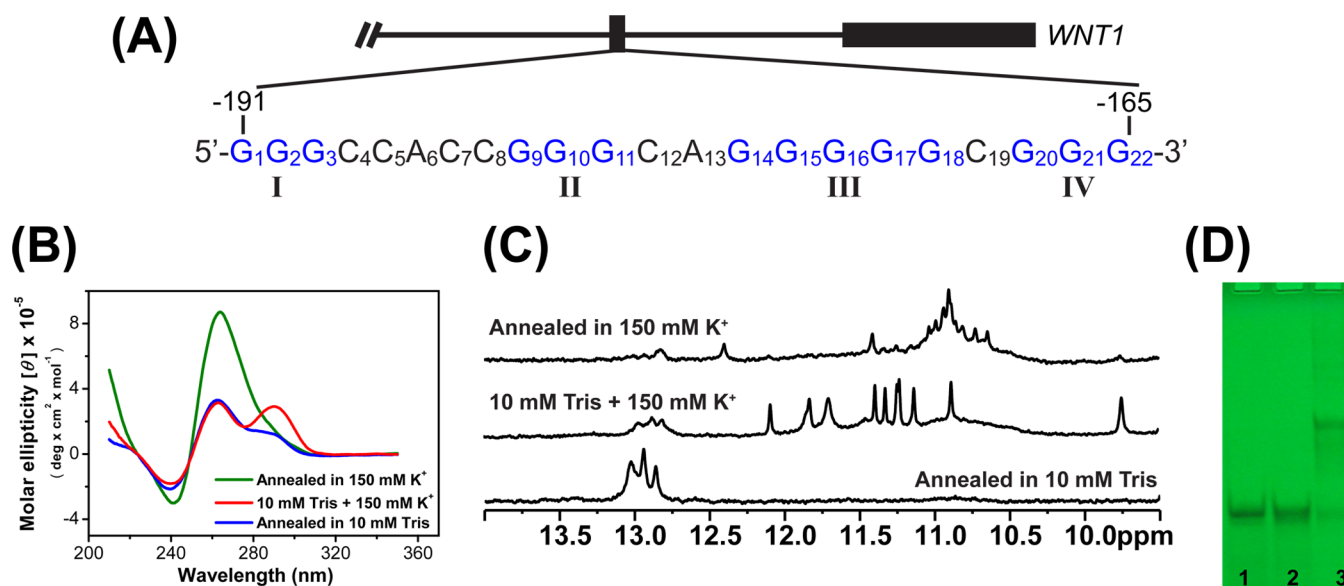 (A)
WNT1
-191
-165
5'-G₁G₂G₃C₄C₅A₆C₇C₈G₉G₁₀G₁₁C₁₂A₁₃G₁₄G₁₅G₁₆G₁₇G₁₈C₁₉G₂₀G₂₁G₂₂-3'
I II III IV
(B)
Molar ellipticity [θ] x 10⁻⁵
( deg x cm² x mol⁻¹ )
8
4
0
-4
Annealed in 150 mM K⁺
10 mM Tris + 150 mM K⁺
Annealed in 10 mM Tris
200 240 280 320 360
Wavelength (nm)
(C)
Annealed in 150 mM K⁺
10 mM Tris + 150 mM K⁺
Annealed in 10 mM Tris
13.5 13.0 12.5 12.0 11.5 11.0 10.5 10.0ppm
(D)
1 2 3